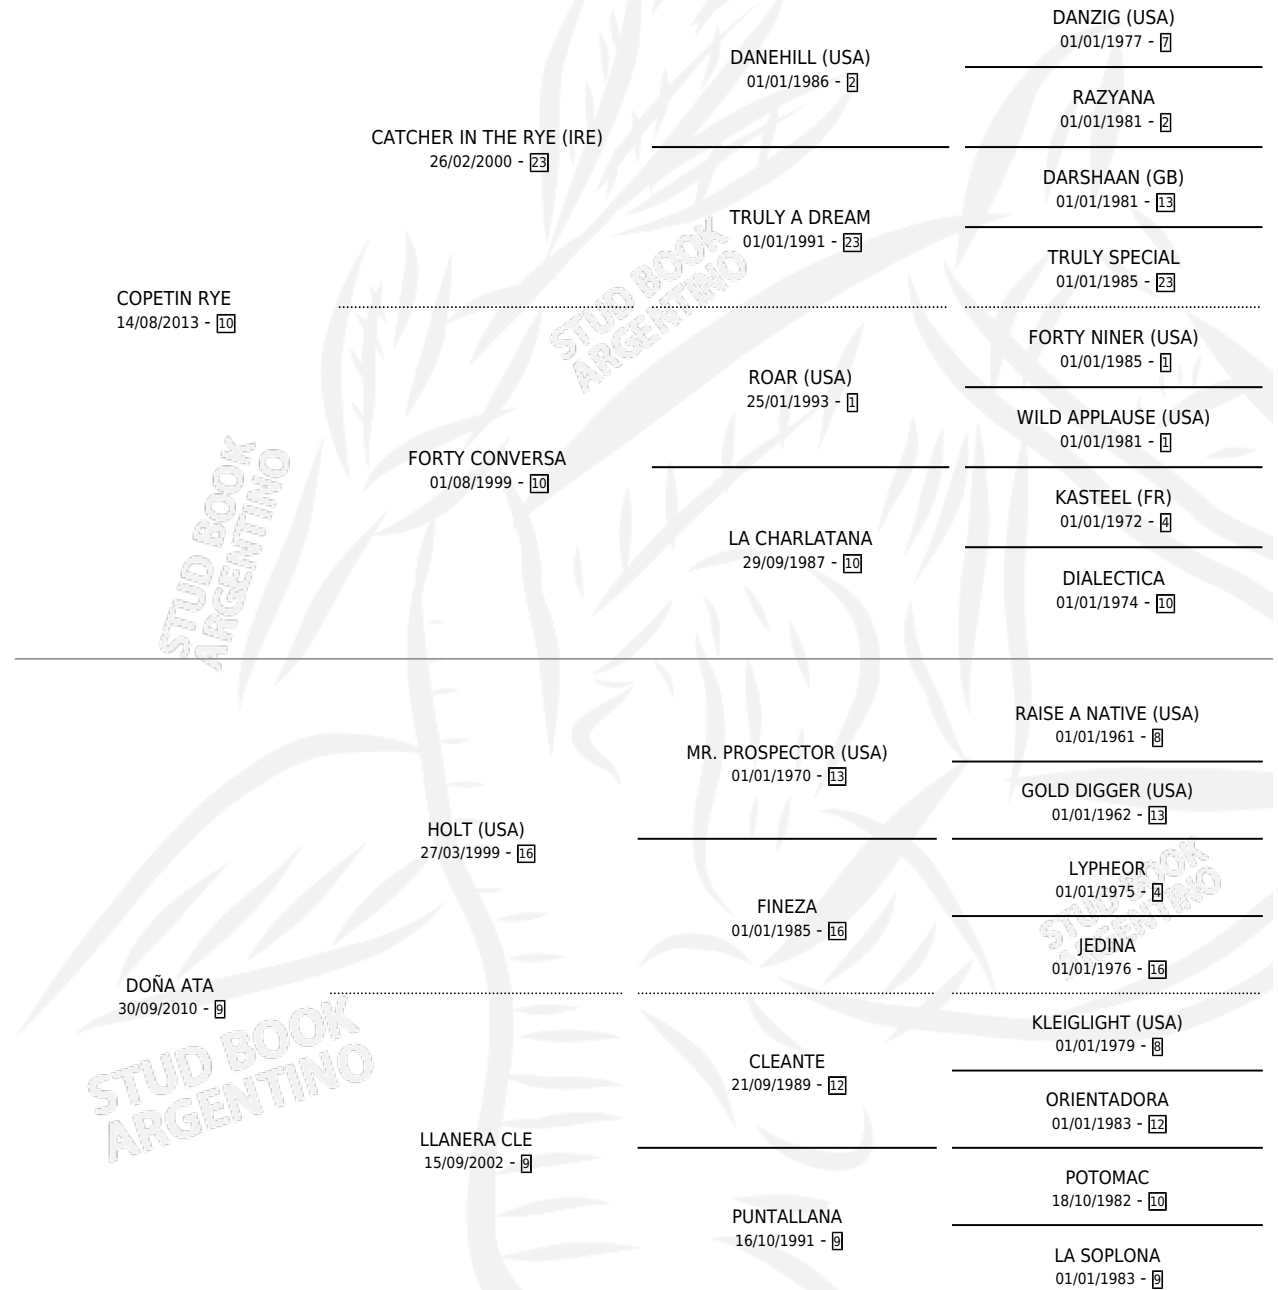 DANZIG (USA)
01/01/1977 - 7
DANEHILL (USA)
01/01/1986 - 2
RAZYANA
01/01/1981 - 2
CATCHER IN THE RYE (IRE)
26/02/2000 - 23
DARSHAAN (GB)
01/01/1981 - 13
TRULY A DREAM
01/01/1991 - 23
TRULY SPECIAL
01/01/1985 - 23
COPETIN RYE
14/08/2013 - 10
FORTY NINER (USA)
01/01/1985 - 1
ROAR (USA)
25/01/1993 - 1
WILD APPLAUSE (USA)
01/01/1981 - 1
FORTY CONVERSA
01/08/1999 - 10
KASTEEL (FR)
01/01/1972 - 4
LA CHARLATANA
29/09/1987 - 10
DIALECTICA
01/01/1974 - 10
RAISE A NATIVE (USA)
01/01/1961 - 8
MR. PROSPECTOR (USA)
01/01/1970 - 13
GOLD DIGGER (USA)
01/01/1962 - 13
HOLT (USA)
27/03/1999 - 16
LYPHEOR
01/01/1975 - 4
FINEZA
01/01/1985 - 16
JEDINA
01/01/1976 - 16
DOÑA ATA
30/09/2010 - 9
KLEIGLIGHT (USA)
01/01/1979 - 8
CLEANTE
21/09/1989 - 12
ORIENTADORA
01/01/1983 - 12
LLANERA CLE
15/09/2002 - 9
POTOMAC
18/10/1982 - 10
PUNTALLANA
16/10/1991 - 9
LA SOPLONA
01/01/1983 - 9
STUD BOOK
ARGENTINO
STUD BOOK
ARGENTINO
STUD BOOK
ARGENTINO
STUD BOOK
ARGENTINO